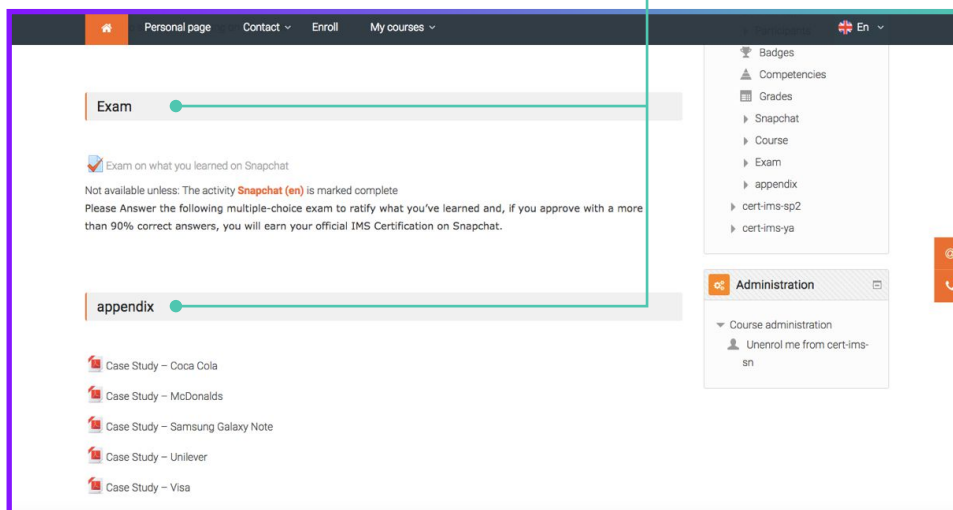 Personal page Contact Enroll My courses En
Exam
Exam on what you learned on Snapchat
Not available unless: The activity Snapchat (en) is marked complete
Please Answer the following multiple-choice exam to ratify what you've learned and, if you approve with a more
than 90% correct answers, you will earn your official IMS Certification on Snapchat.
appendix
Case Study – Coca Cola
Case Study – McDonalds
Case Study – Samsung Galaxy Note
Case Study – Unilever
Case Study – Visa
Badges
Competencies
Grades
Snapchat
Course
Exam
appendix
cert-ims-sp2
cert-ims-ya
Administration
Course administration
Unenrol me from cert-ims-
sn